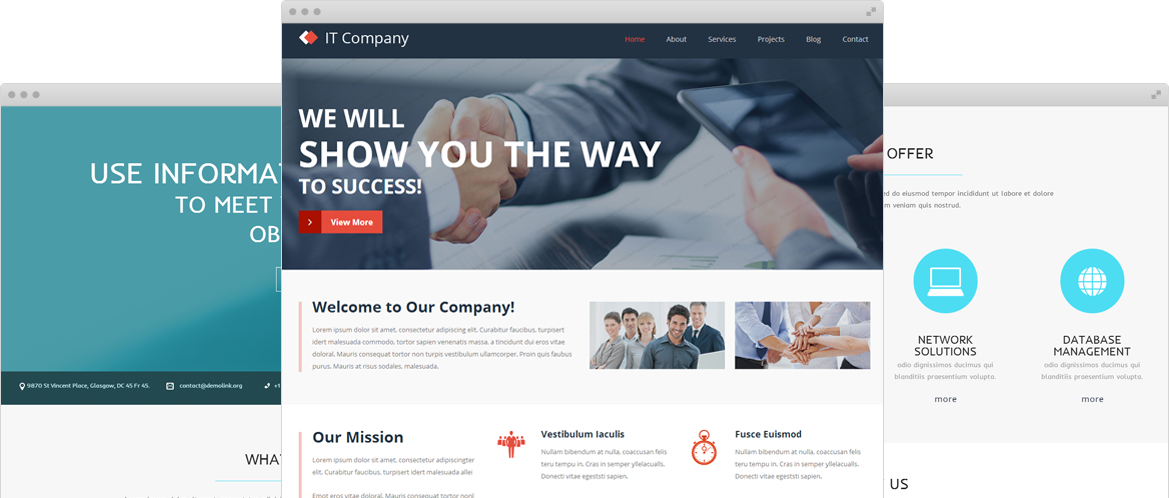 IT Company
Home
About
Services
Projects
Blog
Contact
WE WILL
SHOW YOU THE WAY
TO SUCCESS!
View More
Welcome to Our Company!
Lorem ipsum dolor sit amet, consectetur adipiscing elit. Curabitur faucibus, turpisert
idet malesuada commodo, tortor sapien venenatis massa, a tincidunt dui eros vitae
doloral. Mauris consequat tortor non turpis vestibulum ullamcorper. Proin quis faubus
purus. Mauris at risus sodales, malesuada.
Our Mission
Lorem ipsum dolor sit amet, consectetur adipiscingter
elit. Curabitur faucibus, turpisert idett malesuada allei
Emet eros vitae doloral. Mauris consequat tortor nonl
Vestibulum Iaculis
Nullam bibendum at nulla, coaccusan felis
teru tempu in. Cras in semper yllelacualls.
Donecti vitae egeststi sapien.
Fusce Euismod
Nullam bibendum at nulla, coaccusan felis
teru tempu in. Cras in semper yllelacualls.
Donecti vitae egeststi sapien.
USE INFORMA
TO MEET
OB
9870 St Vincent Place, Glasgow, DC 45 Fr 45.
contact@demolink.org
+1
WHA
OFFER
ed do eiusmod tempor incididunt ut labore et dolore
m veniam quis nostrud.
NETWORK
SOLUTIONS
odio dignissimos ducimus qui
blanditiis praesentium volupta.
more
DATABASE
MANAGEMENT
odio dignissimos ducimus qui
blanditiis praesentium volupta.
more
US